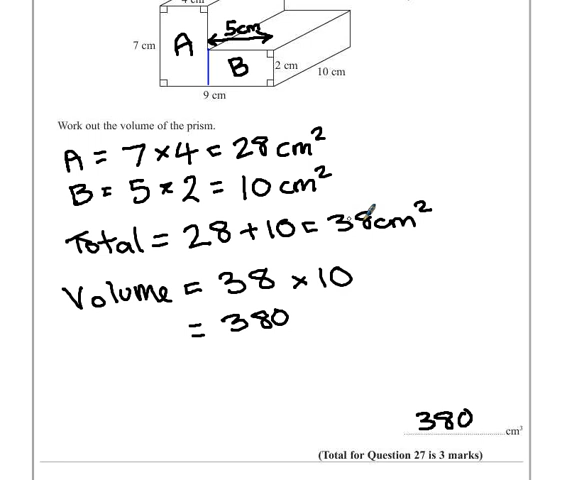 4 cm
5cm
7 cm
A
B
2 cm
10 cm
9 cm
Work out the volume of the prism.
A = 7 × 4 = 28 cm²
B = 5 × 2 = 10 cm²
Total = 28 + 10 = 38cm²
Volume = 38 × 10
= 380
380
cm³
(Total for Question 27 is 3 marks)